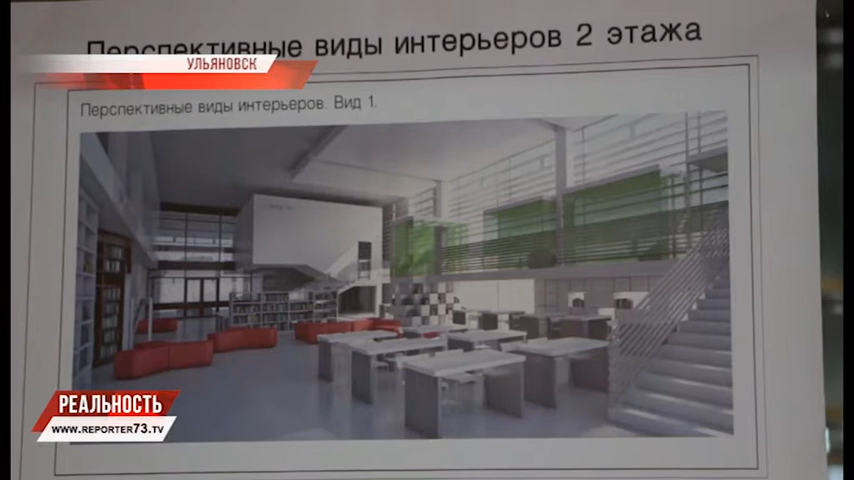 Перспективные виды интерьеров 2 этажа
УЛЬЯНОВСК
Перспективные виды интерьеров. Вид 1.
РЕАЛЬНОСТЬ
WWW.REPORTER73.TV